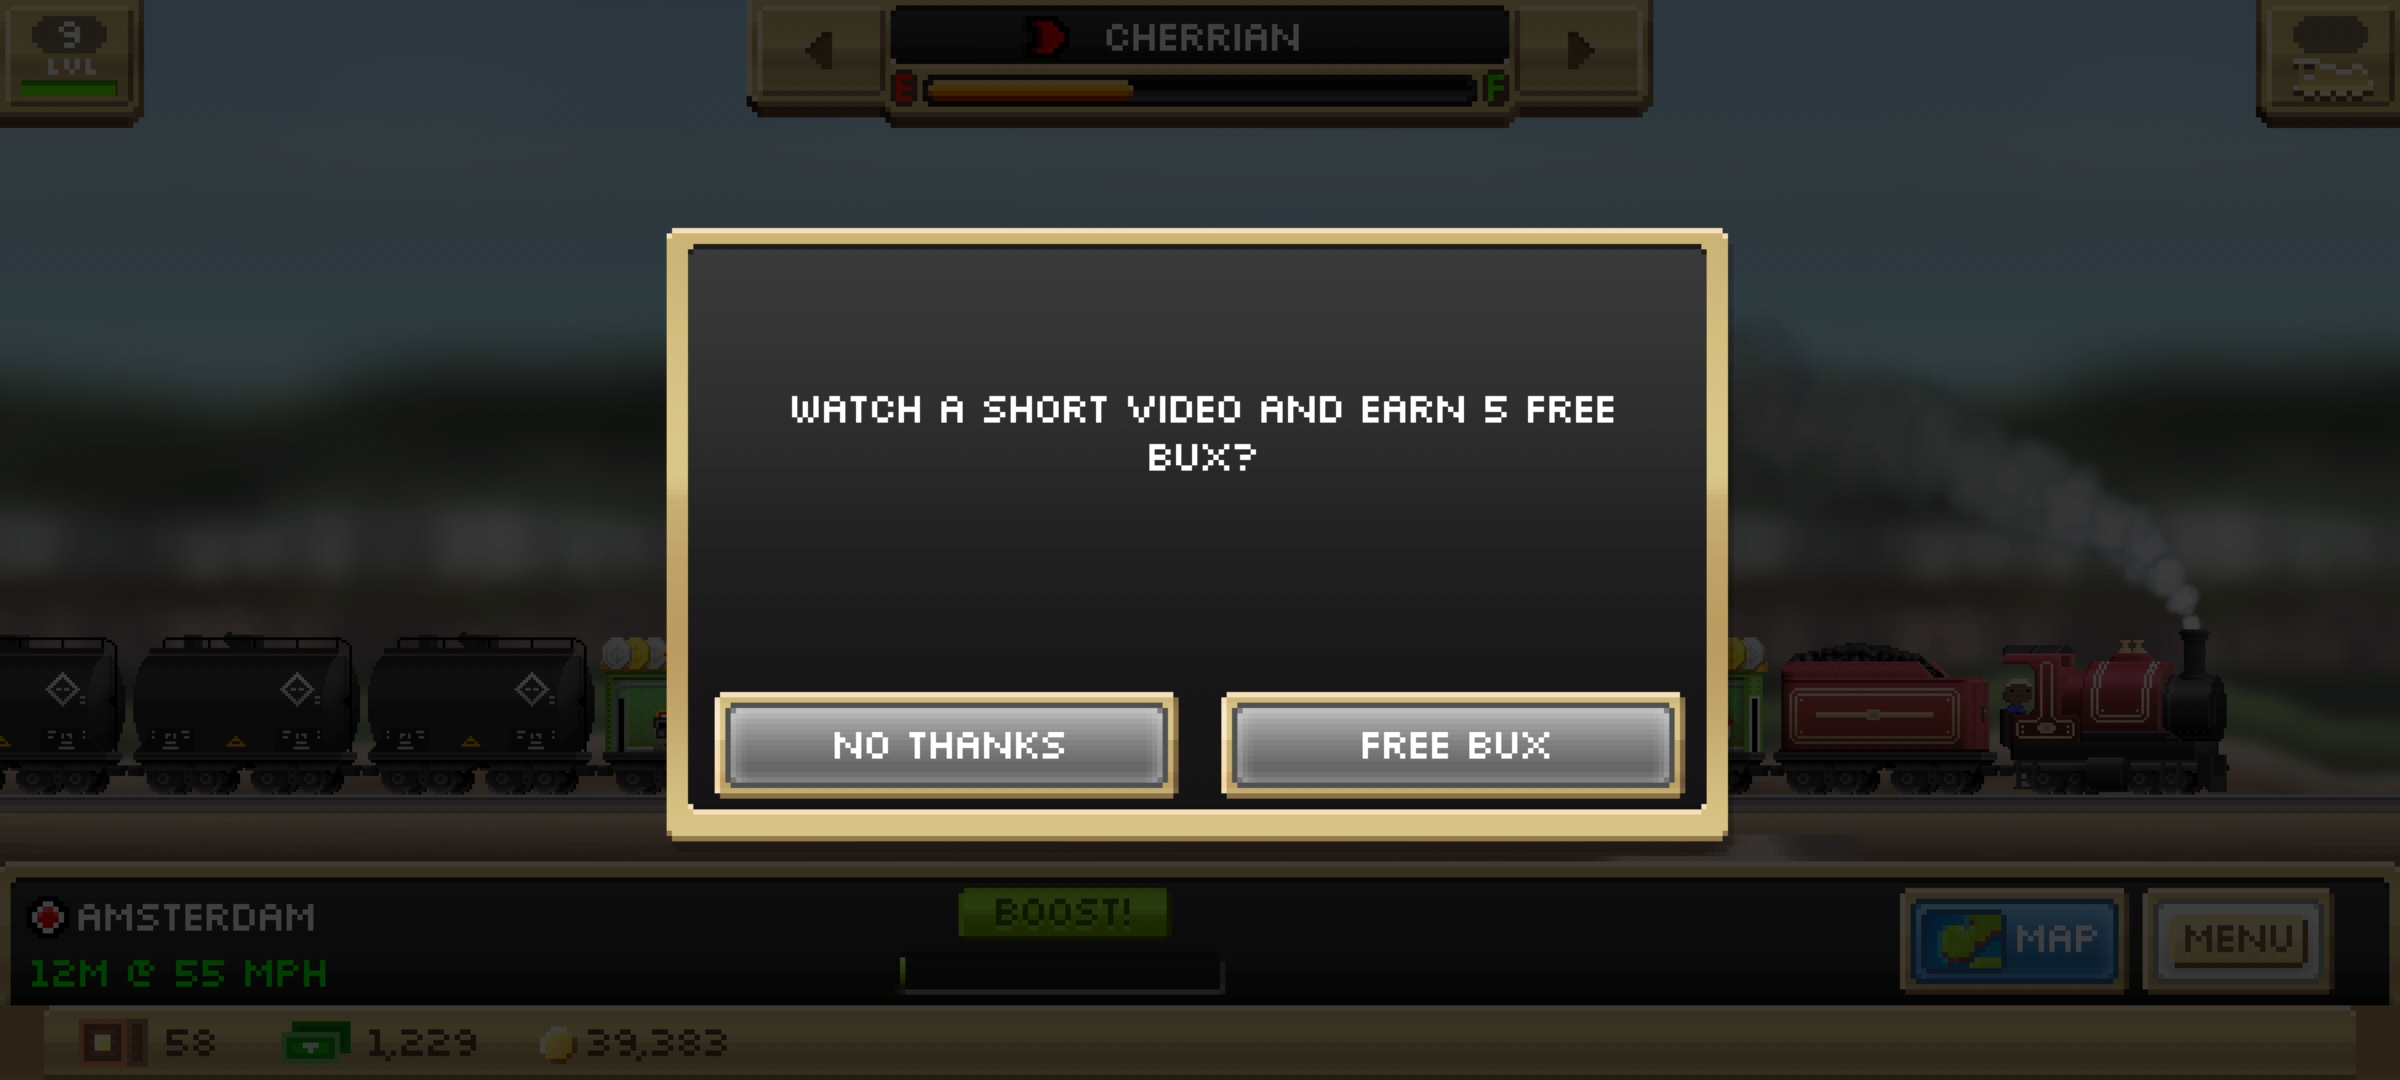 9
LVL
CHERRIAN
E
F
WATCH A SHORT VIDEO AND EARN 5 FREE
BUX?
NO THANKS
FREE BUX
AMSTERDAM
12M @ 55 MPH
BOOST!
MAP
MENU
58
1,229
39,383